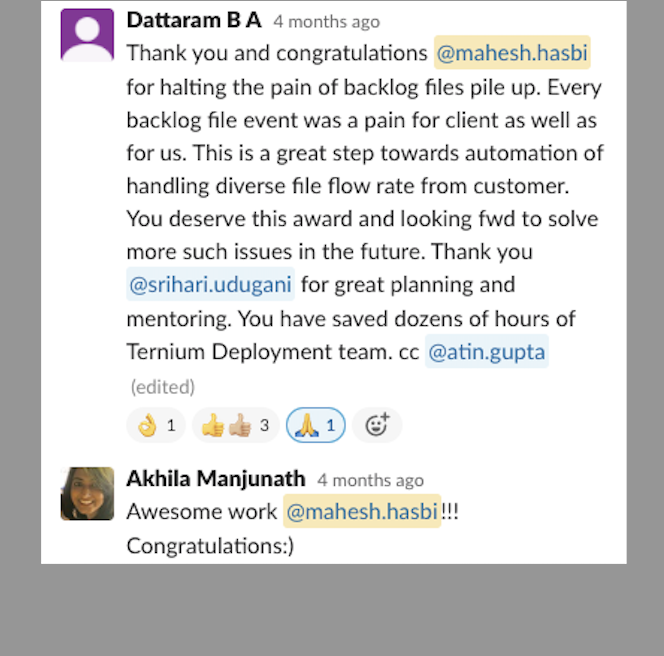 Dattaram B A 4 months ago
Thank you and congratulations @mahesh.hasbi
for halting the pain of backlog files pile up. Every
backlog file event was a pain for client as well as
for us. This is a great step towards automation of
handling diverse file flow rate from customer.
You deserve this award and looking fwd to solve
more such issues in the future. Thank you
@srihari.udugani for great planning and
mentoring. You have saved dozens of hours of
Ternium Deployment team. cc @atin.gupta
(edited)
👌 1 👍👍🏼 3 🙏 1
Akhila Manjunath 4 months ago
Awesome work @mahesh.hasbi!!!
Congratulations:)